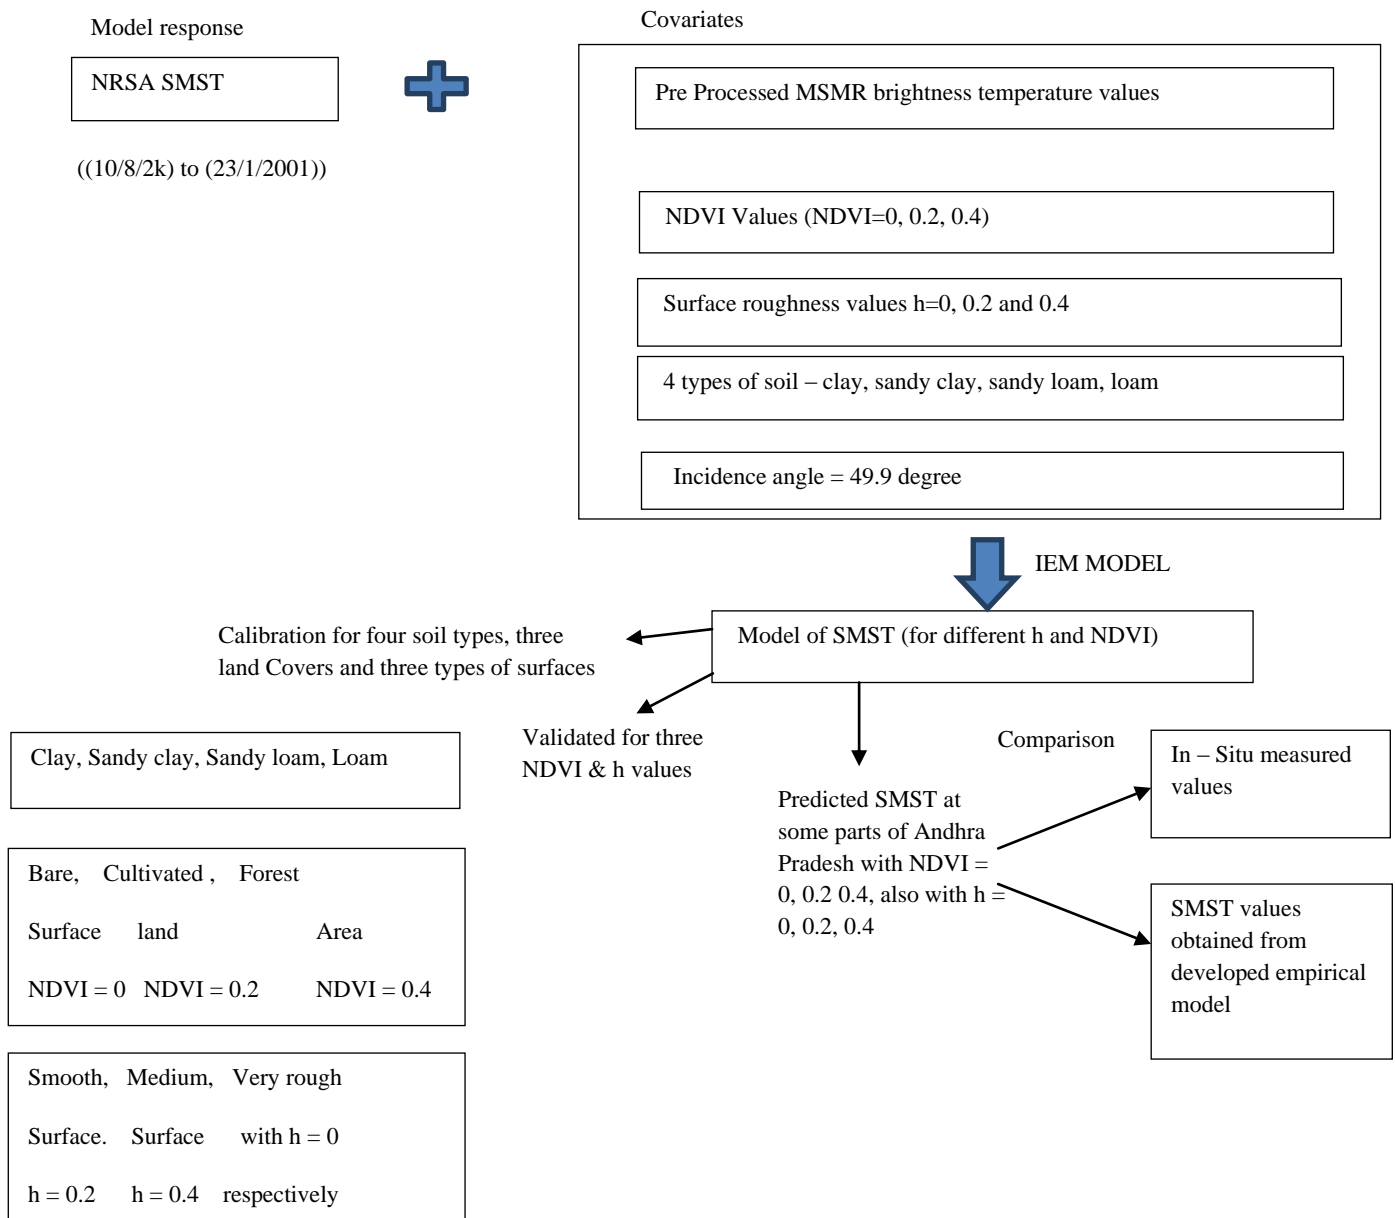 Model response
NRSA SMST
((10/8/2k) to (23/1/2001))
Covariates
Pre Processed MSMR brightness temperature values
NDVI Values (NDVI=0, 0.2, 0.4)
Surface roughness values h=0, 0.2 and 0.4
4 types of soil – clay, sandy clay, sandy loam, loam
Incidence angle = 49.9 degree
IEM MODEL
Model of SMST (for different h and NDVI)
Calibration for four soil types, three
land Covers and three types of surfaces
Clay, Sandy clay, Sandy loam, Loam
Bare, Cultivated , Forest
Surface land Area
NDVI = 0 NDVI = 0.2 NDVI = 0.4
Smooth, Medium, Very rough
Surface. Surface with h = 0
h = 0.2 h = 0.4 respectively
Validated for three
NDVI & h values
Predicted SMST at
some parts of Andhra
Pradesh with NDVI =
0, 0.2 0.4, also with h =
0, 0.2, 0.4
Comparison
In – Situ measured
values
SMST values
obtained from
developed empirical
model